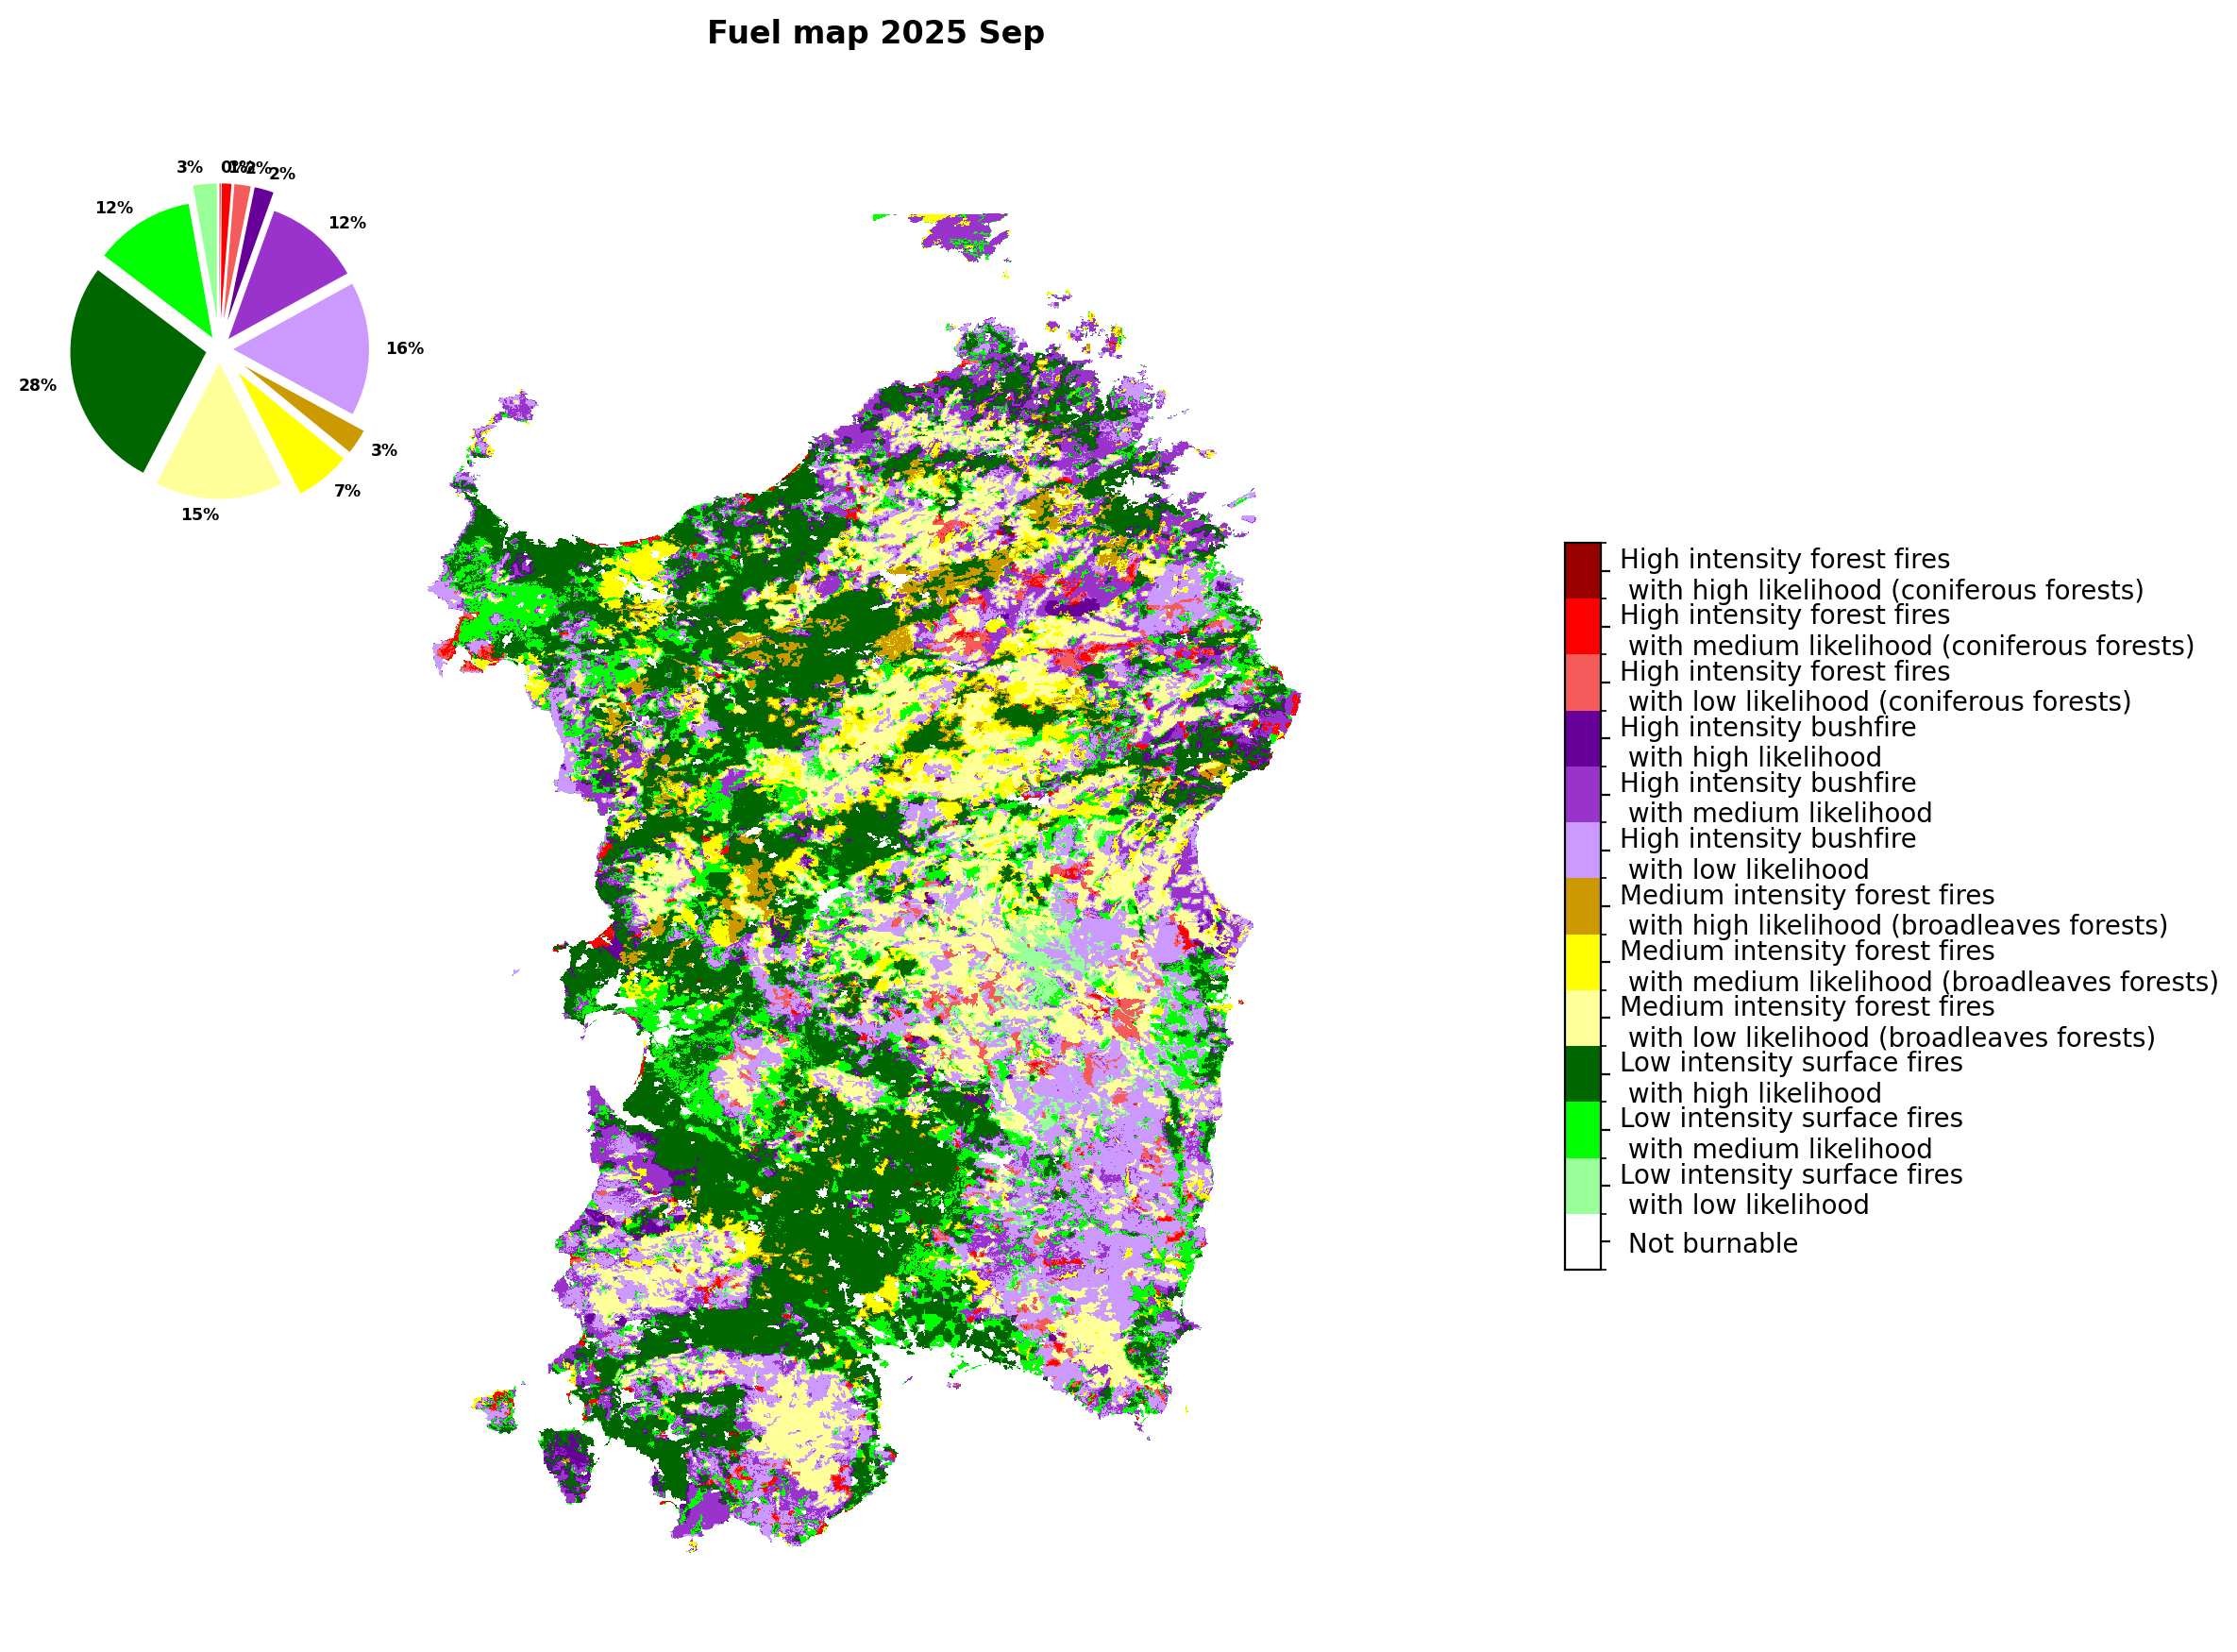 Fuel map 2025 Sep
3%
0%
1%
2%
2%
12%
12%
16%
28%
3%
7%
15%
High intensity forest fires
with high likelihood (coniferous forests)
High intensity forest fires
with medium likelihood (coniferous forests)
High intensity forest fires
with low likelihood (coniferous forests)
High intensity bushfire
with high likelihood
High intensity bushfire
with medium likelihood
High intensity bushfire
with low likelihood
Medium intensity forest fires
with high likelihood (broadleaves forests)
Medium intensity forest fires
with medium likelihood (broadleaves forests)
Medium intensity forest fires
with low likelihood (broadleaves forests)
Low intensity surface fires
with high likelihood
Low intensity surface fires
with medium likelihood
Low intensity surface fires
with low likelihood
Not burnable